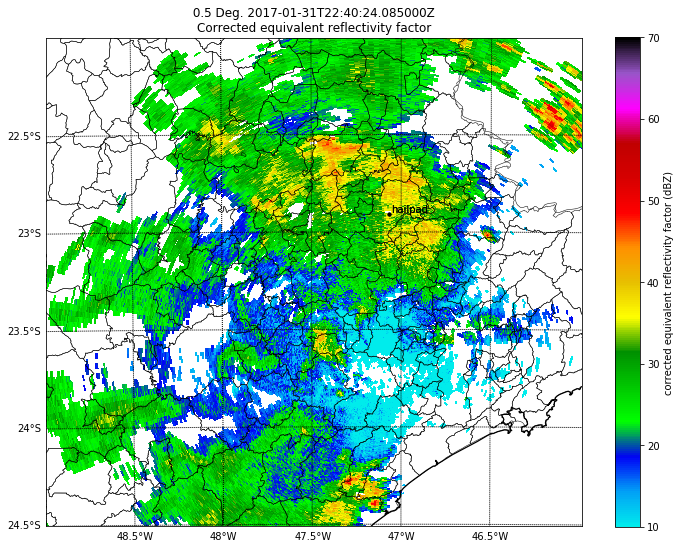 0.5 Deg. 2017-01-31T22:40:24.085000Z
Corrected equivalent reflectivity factor
22.5°S
23°S
23.5°S
24°S
24.5°S
48.5°W
48°W
47.5°W
47°W
46.5°W
hailpad
70
60
50
40
30
20
10
corrected equivalent reflectivity factor (dBZ)